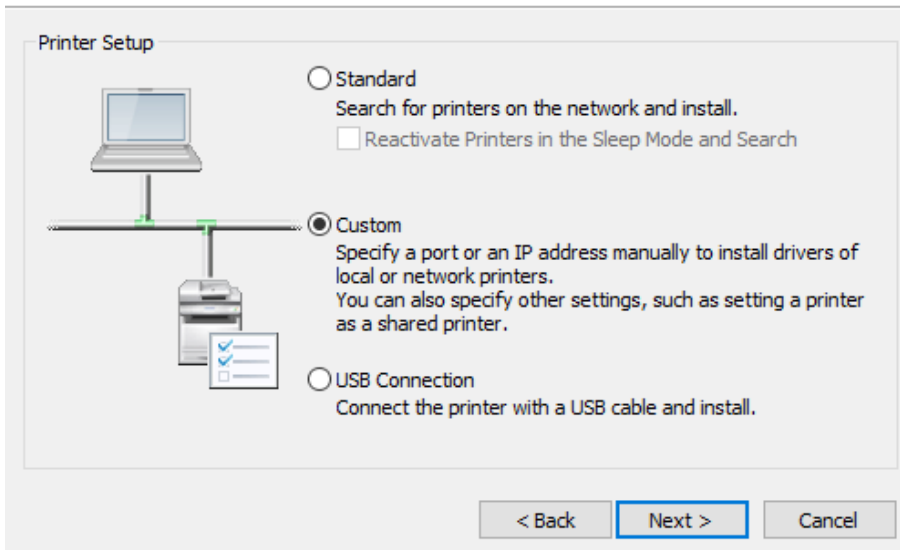 Printer Setup
Standard
Search for printers on the network and install.
Reactivate Printers in the Sleep Mode and Search
Custom
Specify a port or an IP address manually to install drivers of
local or network printers.
You can also specify other settings, such as setting a printer
as a shared printer.
USB Connection
Connect the printer with a USB cable and install.
< Back Next > Cancel